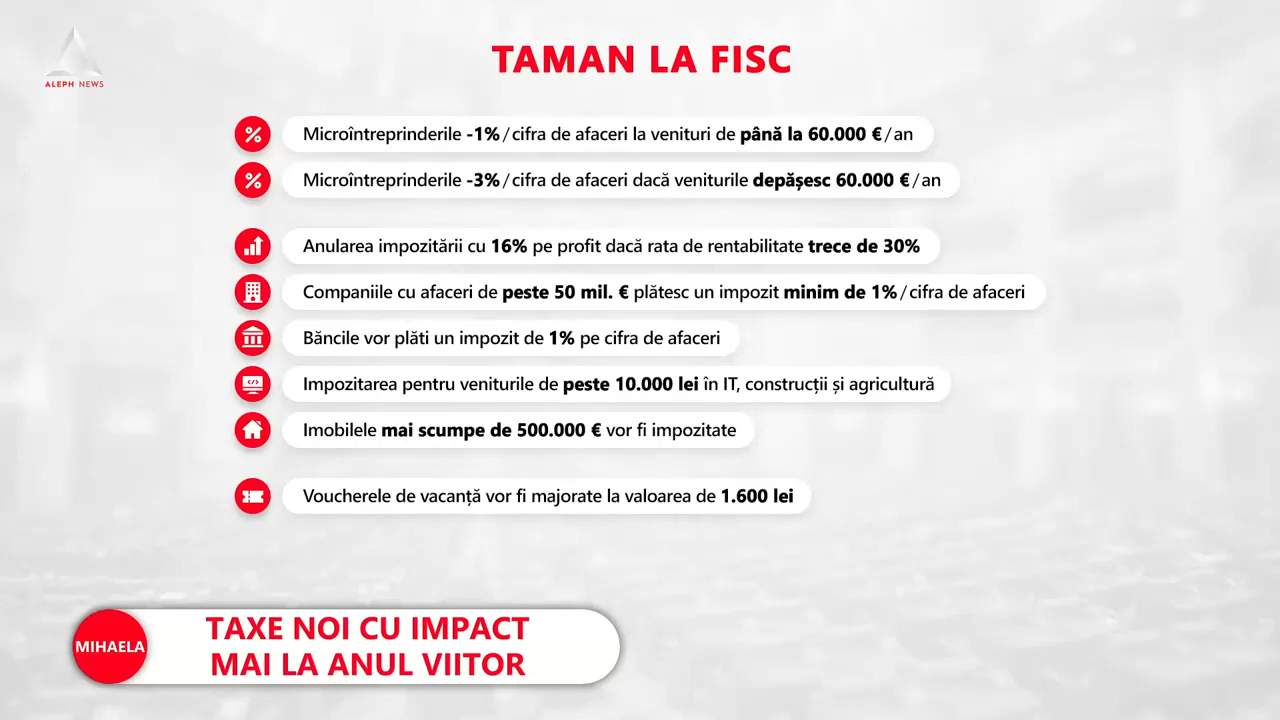 ALEPH NEWS
TAMAN LA FISC
Microîntreprinderile -1%/cifra de afaceri la venituri de până la 60.000 €/an
Microîntreprinderile -3%/cifra de afaceri dacă veniturile depășesc 60.000 €/an
Anularea impozitării cu 16% pe profit dacă rata de rentabilitate trece de 30%
Companiile cu afaceri de peste 50 mil. € plătesc un impozit minim de 1%/cifra de afaceri
Băncile vor plăti un impozit de 1% pe cifra de afaceri
Impozitarea pentru veniturile de peste 10.000 lei în IT, construcții și agricultură
Imobilele mai scumpe de 500.000 € vor fi impozitate
Voucherele de vacanță vor fi majorate la valoarea de 1.600 lei
MIHAELA
TAXE NOI CU IMPACT
MAI LA ANUL VIITOR